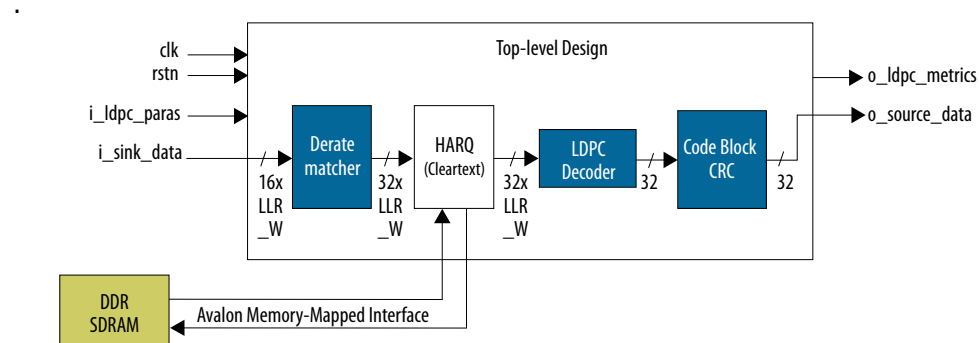 .
Top-level Design
clk
rstn
i_ldpc_paras
i_sink_data
16x
LLR
_W
Derate
matcher
32x
LLR
_W
HARQ
(Cleartext)
32x
LLR
_W
LDPC
Decoder
32
Code Block
CRC
32
o_ldpc_metrics
o_source_data
DDR
SDRAM
Avalon Memory-Mapped Interface